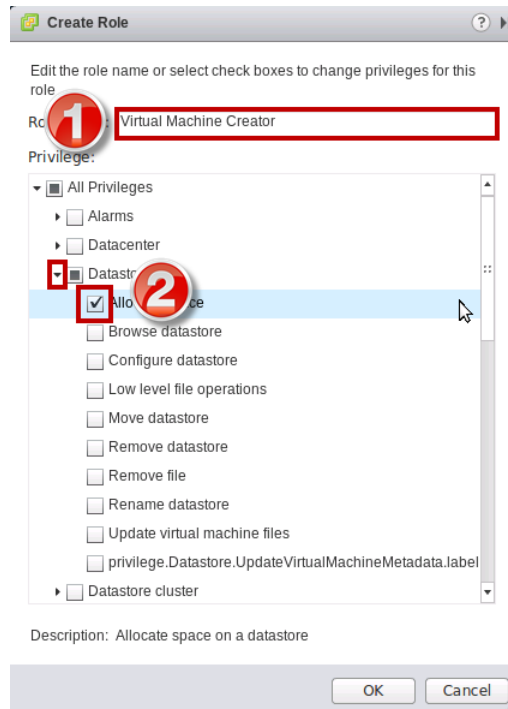 Create Role
?
Edit the role name or select check boxes to change privileges for this
role
1
Virtual Machine Creator
Privilege:
All Privileges
Alarms
Datacenter
2
Browse datastore
Configure datastore
Low level file operations
Move datastore
Remove datastore
Remove file
Rename datastore
Update virtual machine files
privilege.Datastore.UpdateVirtualMachineMetadata.label
Datastore cluster
Description: Allocate space on a datastore
OK
Cancel